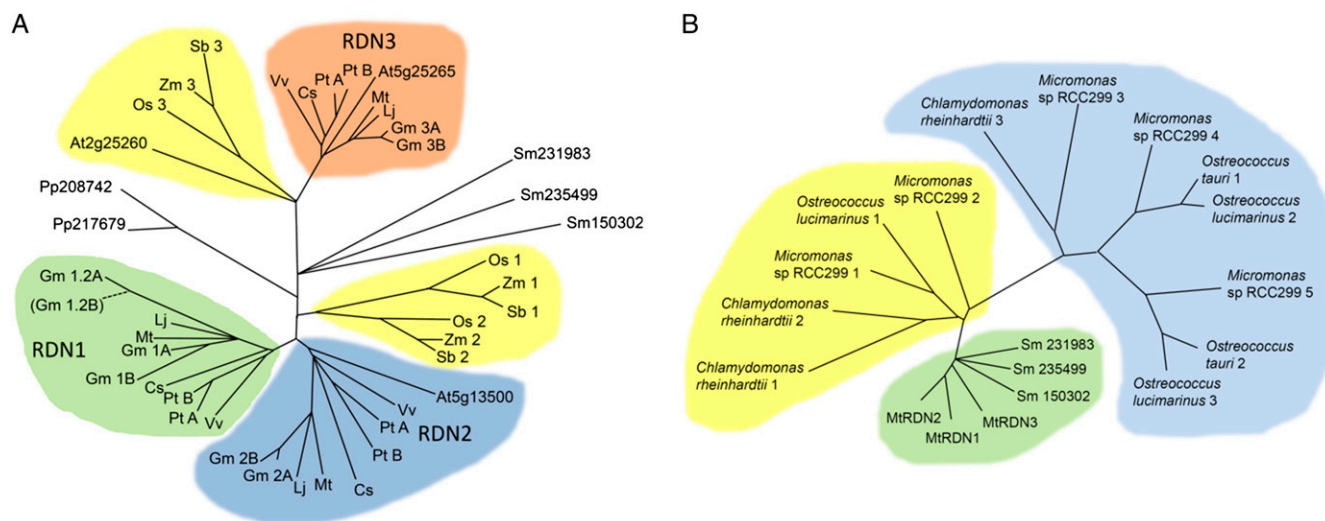 A
Sb 3
Zm 3
Os 3
At2g25260
Pp208742
Pp217679
RDN3
Vv
Cs
Pt A
Pt B
At5g25265
Mt
Lj
Gm 3A
Gm 3B
Sm231983
Sm235499
Sm150302
Os 1
Zm 1
Sb 1
Os 2
Zm 2
Sb 2
Gm 1.2A
(Gm 1.2B)
Lj
RDN1
Mt
Gm 1A
Gm 1B
Cs
Pt B
Pt A
Vv
At5g13500
Vv
Pt A
RDN2
Pt B
Gm 2B
Gm 2A
Lj
Mt
Cs
B
Chlamydomonas
rheinhardtii 3
Micromonas
sp RCC299 3
Micromonas
sp RCC299 4
Ostreococcus
tauri 1
Ostreococcus
lucimarinus 2
Micromonas
sp RCC299 5
Ostreococcus
tauri 2
Ostreococcus
lucimarinus 3
Micromonas
sp RCC299 2
Ostreococcus
lucimarinus 1
Micromonas
sp RCC299 1
Chlamydomonas
rheinhardtii 2
Chlamydomonas
rheinhardtii 1
Sm 231983
Sm 235499
Sm 150302
MtRDN2
MtRDN1
MtRDN3